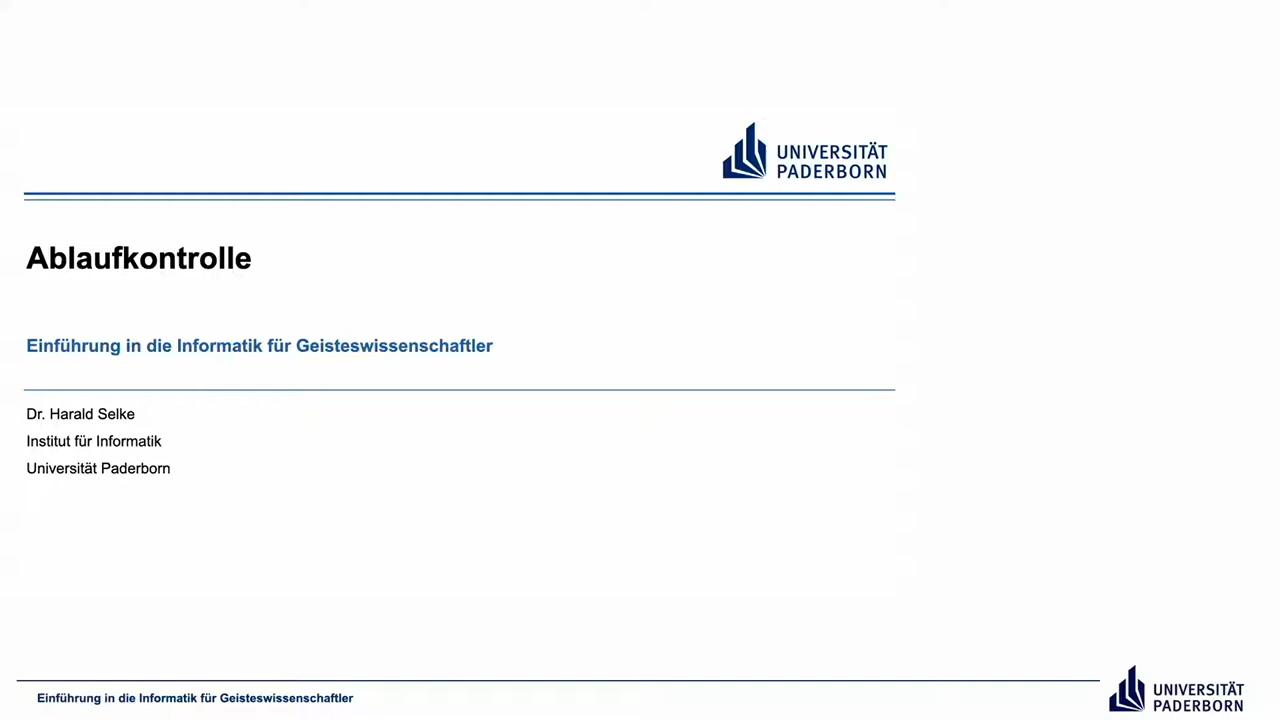 UNIVERSITÄT
PADERBORN
Ablaufkontrolle
Einführung in die Informatik für Geisteswissenschaftler
Dr. Harald Selke
Institut für Informatik
Universität Paderborn
Einführung in die Informatik für Geisteswissenschaftler
UNIVERSITÄT
PADERBORN